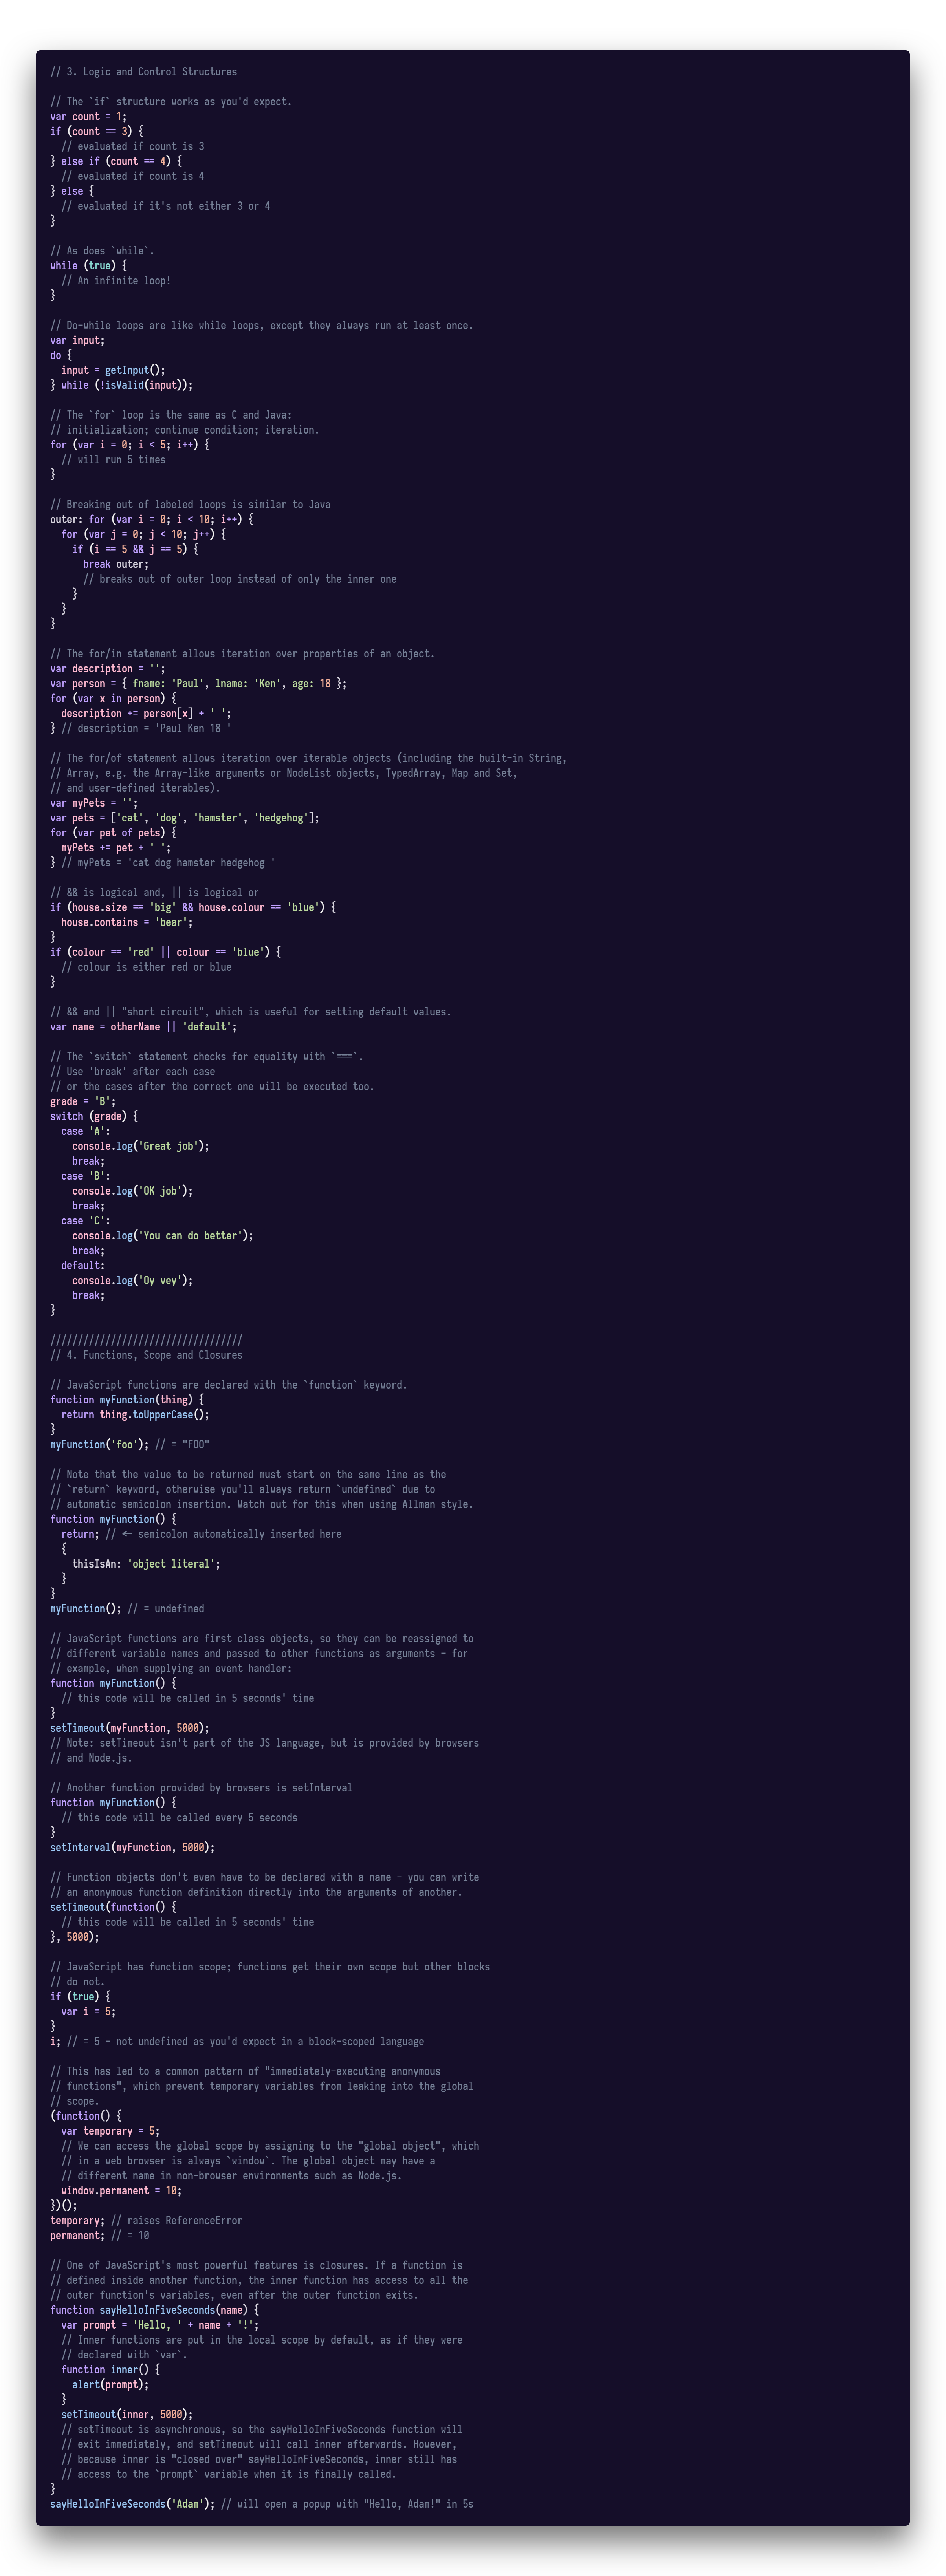 // 3. Logic and Control Structures

// The `if` structure works as you'd expect.
var count = 1;
if (count == 3) {
  // evaluated if count is 3
} else if (count == 4) {
  // evaluated if count is 4
} else {
  // evaluated if it's not either 3 or 4
}

// As does `while`.
while (true) {
  // An infinite loop!
}

// Do-while loops are like while loops, except they always run at least once.
var input;
do {
  input = getInput();
} while (!isValid(input));

// The `for` loop is the same as C and Java:
// initialization; continue condition; iteration.
for (var i = 0; i < 5; i++) {
  // will run 5 times
}

// Breaking out of labeled loops is similar to Java
outer: for (var i = 0; i < 10; i++) {
  for (var j = 0; j < 10; j++) {
    if (i == 5 && j == 5) {
      break outer;
      // breaks out of outer loop instead of only the inner one
    }
  }
}

// The for/in statement allows iteration over properties of an object.
var description = '';
var person = { fname: 'Paul', lname: 'Ken', age: 18 };
for (var x in person) {
  description += person[x] + ' ';
} // description = 'Paul Ken 18 '

// The for/of statement allows iteration over iterable objects (including the built-in String,
// Array, e.g. the Array-like arguments or NodeList objects, TypedArray, Map and Set,
// and user-defined iterables).
var myPets = '';
var pets = ['cat', 'dog', 'hamster', 'hedgehog'];
for (var pet of pets) {
  myPets += pet + ' ';
} // myPets = 'cat dog hamster hedgehog '

// && is logical and, || is logical or
if (house.size == 'big' && house.colour == 'blue') {
  house.contains = 'bear';
}
if (colour == 'red' || colour == 'blue') {
  // colour is either red or blue
}

// && and || "short circuit", which is useful for setting default values.
var name = otherName || 'default';

// The `switch` statement checks for equality with `===`.
// Use 'break' after each case
// or the cases after the correct one will be executed too.
grade = 'B';
switch (grade) {
  case 'A':
    console.log('Great job');
    break;
  case 'B':
    console.log('OK job');
    break;
  case 'C':
    console.log('You can do better');
    break;
  default:
    console.log('Oy vey');
    break;
}

///////////////////////////////////
// 4. Functions, Scope and Closures

// JavaScript functions are declared with the `function` keyword.
function myFunction(thing) {
  return thing.toUpperCase();
}
myFunction('foo'); // = "FOO"

// Note that the value to be returned must start on the same line as the
// `return` keyword, otherwise you'll always return `undefined` due to
// automatic semicolon insertion. Watch out for this when using Allman style.
function myFunction() {
  return; // <- semicolon automatically inserted here
  {
    thisIsAn: 'object literal';
  }
}
myFunction(); // = undefined

// JavaScript functions are first class objects, so they can be reassigned to
// different variable names and passed to other functions as arguments - for
// example, when supplying an event handler:
function myFunction() {
  // this code will be called in 5 seconds' time
}
setTimeout(myFunction, 5000);
// Note: setTimeout isn't part of the JS language, but is provided by browsers
// and Node.js.

// Another function provided by browsers is setInterval
function myFunction() {
  // this code will be called every 5 seconds
}
setInterval(myFunction, 5000);

// Function objects don't even have to be declared with a name - you can write
// an anonymous function definition directly into the arguments of another.
setTimeout(function() {
  // this code will be called in 5 seconds' time
}, 5000);

// JavaScript has function scope; functions get their own scope but other blocks
// do not.
if (true) {
  var i = 5;
}
i; // = 5 - not undefined as you'd expect in a block-scoped language

// This has led to a common pattern of "immediately-executing anonymous
// functions", which prevent temporary variables from leaking into the global
// scope.
(function() {
  var temporary = 5;
  // We can access the global scope by assigning to the "global object", which
  // in a web browser is always `window`. The global object may have a
  // different name in non-browser environments such as Node.js.
  window.permanent = 10;
})();
temporary; // raises ReferenceError
permanent; // = 10

// One of JavaScript's most powerful features is closures. If a function is
// defined inside another function, the inner function has access to all the
// outer function's variables, even after the outer function exits.
function sayHelloInFiveSeconds(name) {
  var prompt = 'Hello, ' + name + '!';
  // Inner functions are put in the local scope by default, as if they were
  // declared with `var`.
  function inner() {
    alert(prompt);
  }
  setTimeout(inner, 5000);
  // setTimeout is asynchronous, so the sayHelloInFiveSeconds function will
  // exit immediately, and setTimeout will call inner afterwards. However,
  // because inner is "closed over" sayHelloInFiveSeconds, inner still has
  // access to the `prompt` variable when it is finally called.
}
sayHelloInFiveSeconds('Adam'); // will open a popup with "Hello, Adam!" in 5s